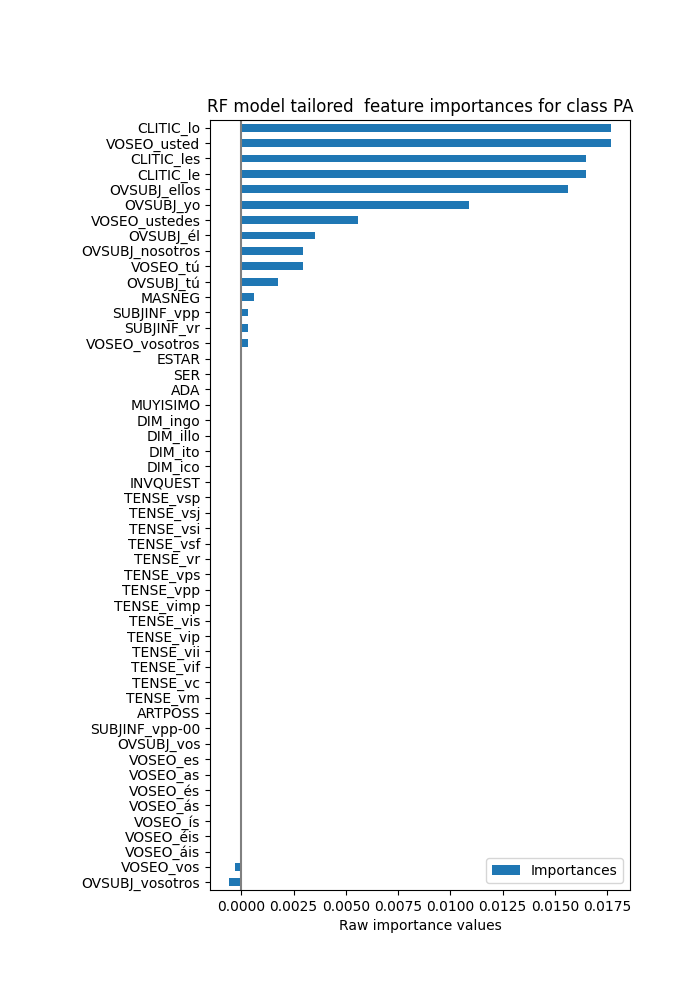 RF model tailored  feature importances for class PA
CLITIC_lo
VOSEO_usted
CLITIC_les
CLITIC_le
OVSUBJ_ellos
OVSUBJ_yo
VOSEO_ustedes
OVSUBJ_él
OVSUBJ_nosotros
VOSEO_tú
OVSUBJ_tú
MASNEG
SUBJINF_vpp
SUBJINF_vr
VOSEO_vosotros
ESTAR
SER
ADA
MUYISIMO
DIM_ingo
DIM_illo
DIM_ito
DIM_ico
INVQUEST
TENSE_vsp
TENSE_vsj
TENSE_vsi
TENSE_vsf
TENSE_vr
TENSE_vps
TENSE_vpp
TENSE_vimp
TENSE_vis
TENSE_vip
TENSE_vii
TENSE_vif
TENSE_vc
TENSE_vm
ARTPOSS
SUBJINF_vpp-00
OVSUBJ_vos
VOSEO_es
VOSEO_as
VOSEO_és
VOSEO_ás
VOSEO_ís
VOSEO_éis
VOSEO_áis
VOSEO_vos
OVSUBJ_vosotros
Importances
0.0000 0.0025 0.0050 0.0075 0.0100 0.0125 0.0150 0.0175
Raw importance values